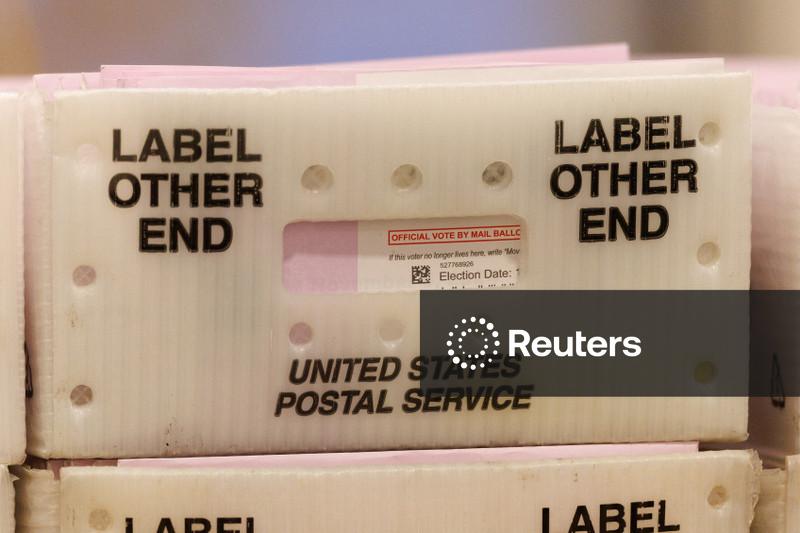 LABEL
OTHER
END
LABEL
OTHER
END
OFFICIAL VOTE BY MAIL BALLO
If this voter no longer lives here, write "Mov
527768926
Election Date: 1
Reuters
UNITED STATES
POSTAL SERVICE
LABEL
LABEL